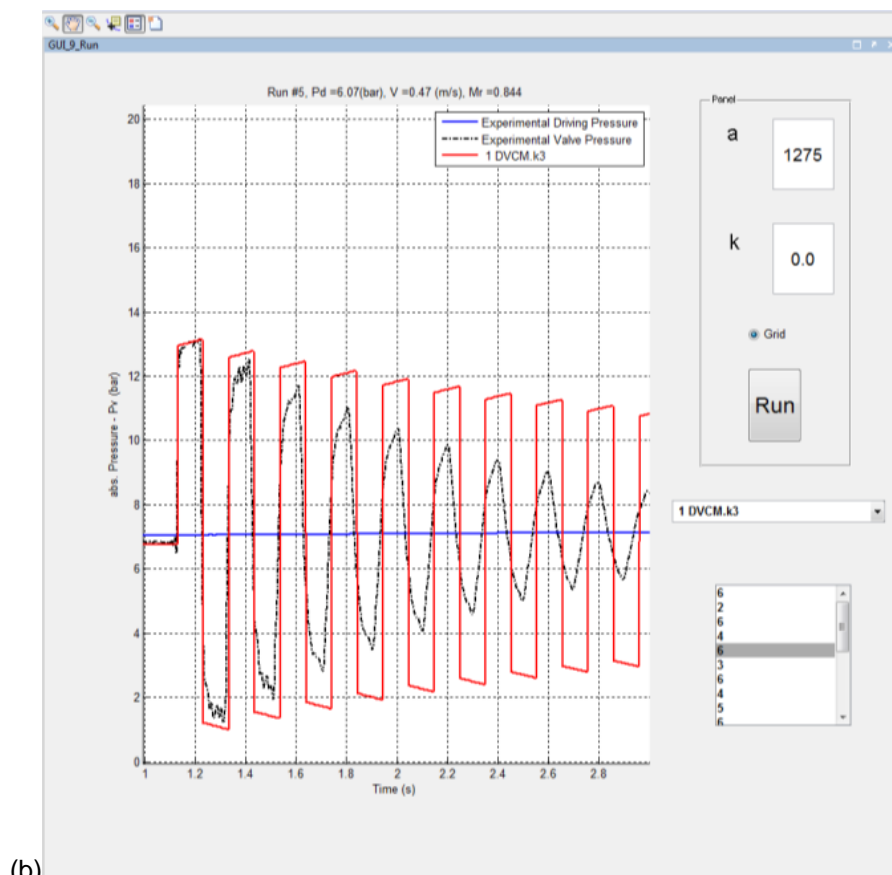 GUI_9_Run
Run #5, Pd =6.07(bar), V =0.47 (m/s), Mr =0.844
Experimental Driving Pressure
Experimental Valve Pressure
1 DVCM.k3
abs. Pressure - Pv (bar)
20
18
16
14
12
10
8
6
4
2
0
1 1.2 1.4 1.6 1.8 2 2.2 2.4 2.6 2.8
Time (s)
Panel
a
1275
k
0.0
Grid
Run
1 DVCM.k3
6
2
6
4
6
3
6
4
5
6
(b)